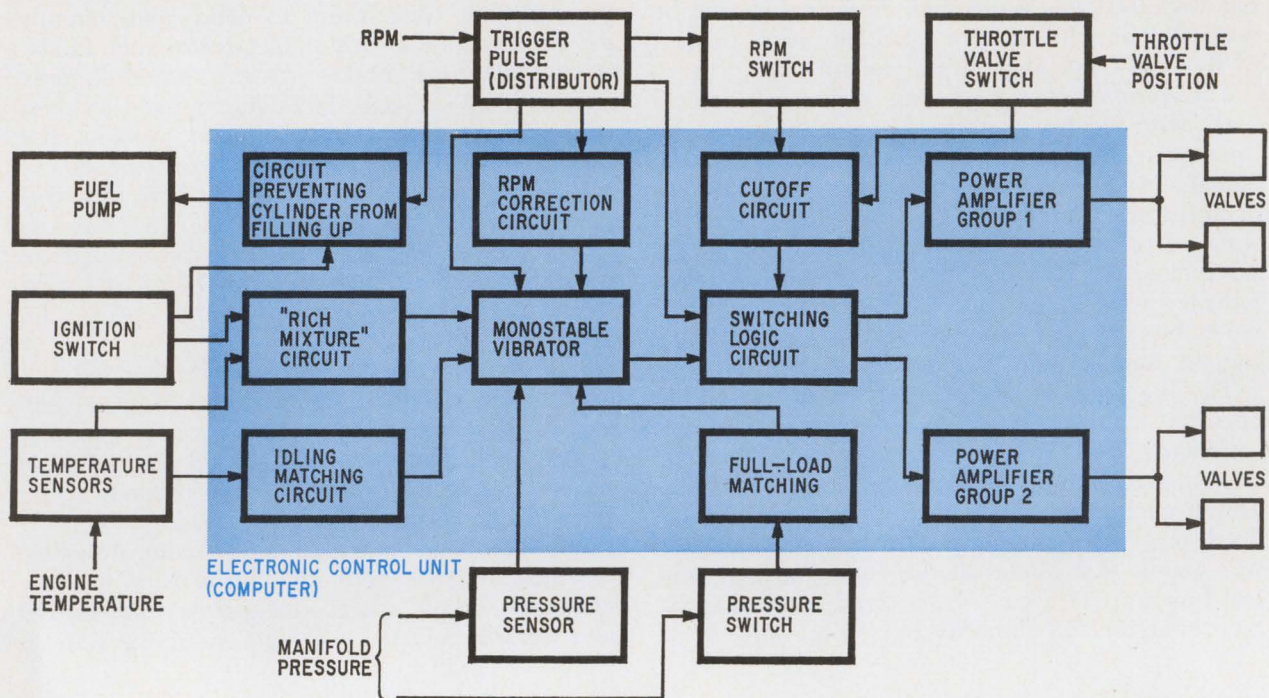 RPM
TRIGGER
PULSE
(DISTRIBUTOR)
RPM
SWITCH
THROTTLE
VALVE
SWITCH
THROTTLE
VALVE
POSITION
FUEL
PUMP
CIRCUIT
PREVENTING
CYLINDER FROM
FILLING UP
RPM
CORRECTION
CIRCUIT
CUTOFF
CIRCUIT
POWER
AMPLIFIER
GROUP 1
VALVES
IGNITION
SWITCH
"RICH
MIXTURE"
CIRCUIT
MONOSTABLE
VIBRATOR
SWITCHING
LOGIC
CIRCUIT
TEMPERATURE
SENSORS
IDLING
MATCHING
CIRCUIT
FULL-LOAD
MATCHING
POWER
AMPLIFIER
GROUP 2
VALVES
ELECTRONIC CONTROL UNIT
(COMPUTER)
ENGINE
TEMPERATURE
PRESSURE
SENSOR
PRESSURE
SWITCH
MANIFOLD
PRESSURE